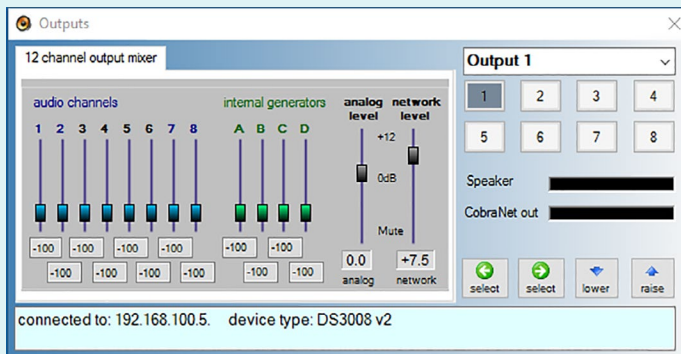 Outputs
12 channel output mixer
audio channels
internal generators
analog level
network level
1 2 3 4 5 6 7 8
A B C D
+12
0dB
Mute
-100 -100 -100 -100 -100 -100
-100 -100 -100 -100 -100 -100
0.0
+7.5
analog
network
Output 1
1 2 3 4
5 6 7 8
Speaker
CobraNet out
select select lower raise
connected to: 192.168.100.5. device type: DS3008 v2